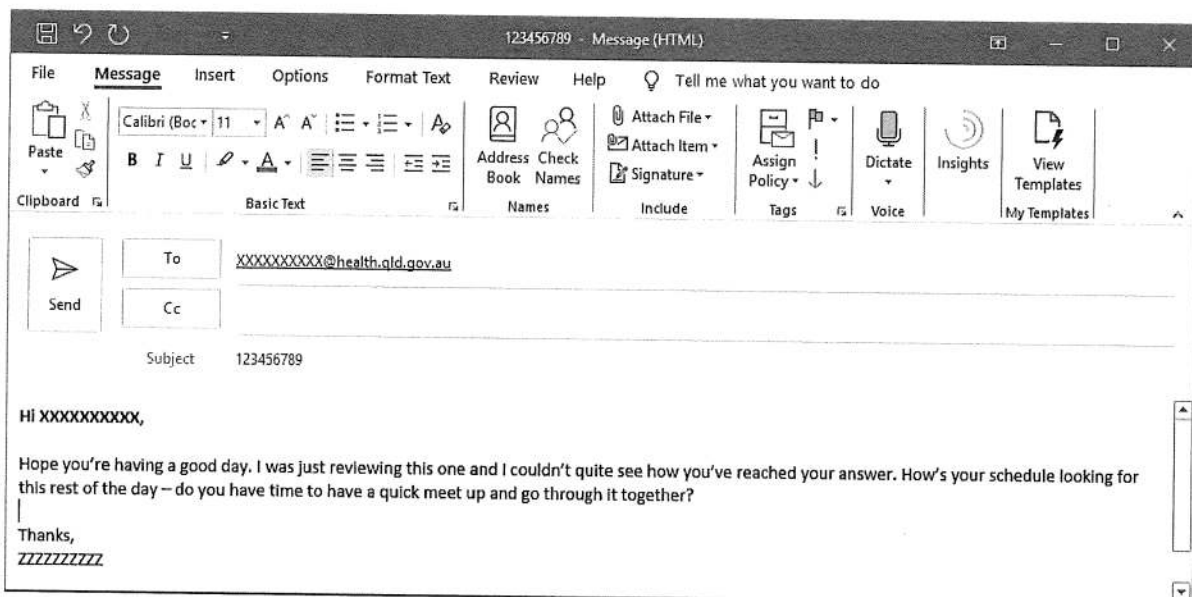 123456789 - Message (HTML)
File Message Insert Options Format Text Review Help Tell me what you want to do
Paste
Clipboard
Calibri (Boc 11
B I U A
Basic Text
Address Book
Check Names
Names
Attach File
Attach Item
Signature
Include
Assign Policy
Tags
Dictate
Voice
Insights
View Templates
My Templates
Send
To XXXXXXXXXX@health.qld.gov.au
Cc
Subject 123456789
Hi XXXXXXXXXX,
Hope you're having a good day. I was just reviewing this one and I couldn't quite see how you've reached your answer. How's your schedule looking for
this rest of the day – do you have time to have a quick meet up and go through it together?
Thanks,
ZZZZZZZZZZ